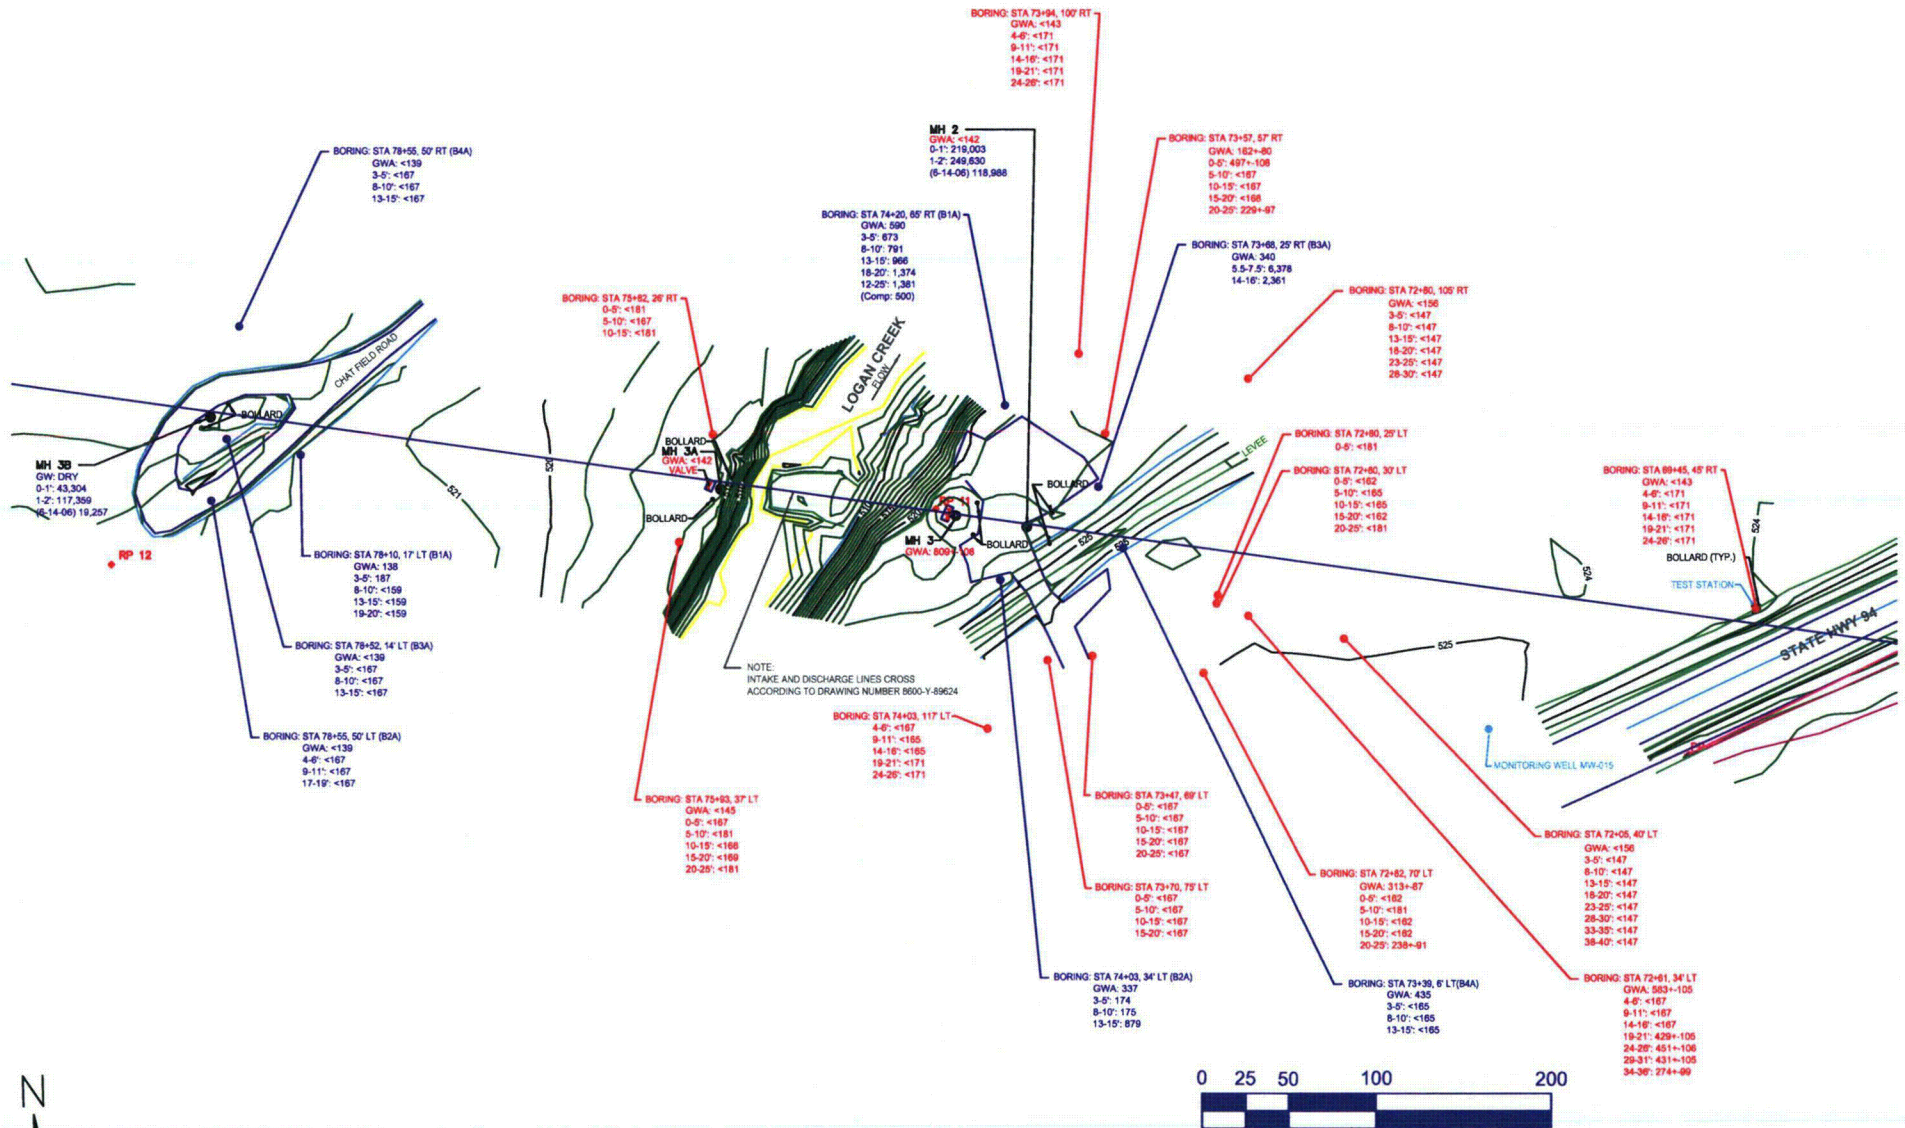 BORING: STA 73+94, 100' RT
GWA: <143
4-6': <171
9-11': <171
14-16': <171
19-21': <171
24-26': <171
MH 2
GWA: <142
0-1': 219,003
1-2': 249,630
(6-14-06) 118,988
BORING: STA 73+57, 57' RT
GWA: 162+-80
0-5': 497+-108
5-10': <167
10-15': <167
15-20': <168
20-25': 229+-97
BORING: STA 78+55, 50' RT (B4A)
GWA: <139
3-5': <167
8-10': <167
13-15': <167
BORING: STA 74+20, 65' RT (B1A)
GWA: 590
3-5': 673
8-10': 791
13-15': 966
18-20': 1,374
12-25': 1,381
(Comp: 500)
BORING: STA 73+68, 25' RT (B3A)
GWA: 340
5.5-7.5': 6,378
14-16': 2,361
BORING: STA 75+82, 26' RT
0-5': <181
5-10': <167
10-15': <181
BORING: STA 72+80, 105' RT
GWA: <156
3-5': <147
8-10': <147
13-15': <147
18-20': <147
23-25': <147
28-30': <147
LOGAN CREEK
FLOW
CHAT FIELD ROAD
BOLLARD
MH 3B
GW: DRY
0-1': 43,304
1-2': 117,359
(6-14-06) 19,257
RP 12
520
521
BOLLARD
MH 3A
GWA: <142
VALVE
BOLLARD
RP 11
MH 3
GWA: 809+-108
BOLLARD
BOLLARD
LEVEE
525
525
BORING: STA 72+80, 25' LT
0-5': <181
BORING: STA 72+80, 30' LT
0-5': <162
5-10': <165
10-15': <165
15-20': <162
20-25': <181
BORING: STA 69+45, 45' RT
GWA: <143
4-6': <171
9-11': <171
14-16': <171
19-21': <171
24-26': <171
524
BOLLARD (TYP.)
TEST STATION
524
STATE HWY 94
525
BORING: STA 78+10, 17' LT (B1A)
GWA: 138
3-5': 187
8-10': <159
13-15': <159
19-20': <159
BORING: STA 78+52, 14' LT (B3A)
GWA: <139
3-5': <167
8-10': <167
13-15': <167
BORING: STA 78+55, 50' LT (B2A)
GWA: <139
4-6': <167
9-11': <167
17-19': <167
NOTE:
INTAKE AND DISCHARGE LINES CROSS
ACCORDING TO DRAWING NUMBER 8600-Y-89624
BORING: STA 74+03, 117' LT
4-6': <167
9-11': <165
14-16': <165
19-21': <171
24-26': <171
MONITORING WELL MW-015
BORING: STA 75+93, 37' LT
GWA: <145
0-5': <167
5-10': <181
10-15': <168
15-20': <169
20-25': <181
BORING: STA 73+47, 69' LT
0-5': <167
5-10': <167
10-15': <167
15-20': <167
20-25': <167
BORING: STA 73+70, 75' LT
0-5': <167
5-10': <167
10-15': <167
15-20': <167
BORING: STA 72+82, 70' LT
GWA: 313+-87
0-5': <162
5-10': <181
10-15': <162
15-20': <162
20-25': 238+-91
BORING: STA 72+05, 40' LT
GWA: <156
3-5': <147
8-10': <147
13-15': <147
18-20': <147
23-25': <147
28-30': <147
33-35': <147
38-40': <147
BORING: STA 74+03, 34' LT (B2A)
GWA: 337
3-5': 174
8-10': 175
13-15': 879
BORING: STA 73+39, 6' LT(B4A)
GWA: 435
3-5': <165
8-10': <165
13-15': <165
BORING: STA 72+61, 34' LT
GWA: 583+-105
4-6': <167
9-11': <167
14-16': <167
19-21': 429+-106
24-26': 451+-106
29-31': 431+-105
34-36': 274+-99
N
0 25 50 100 200